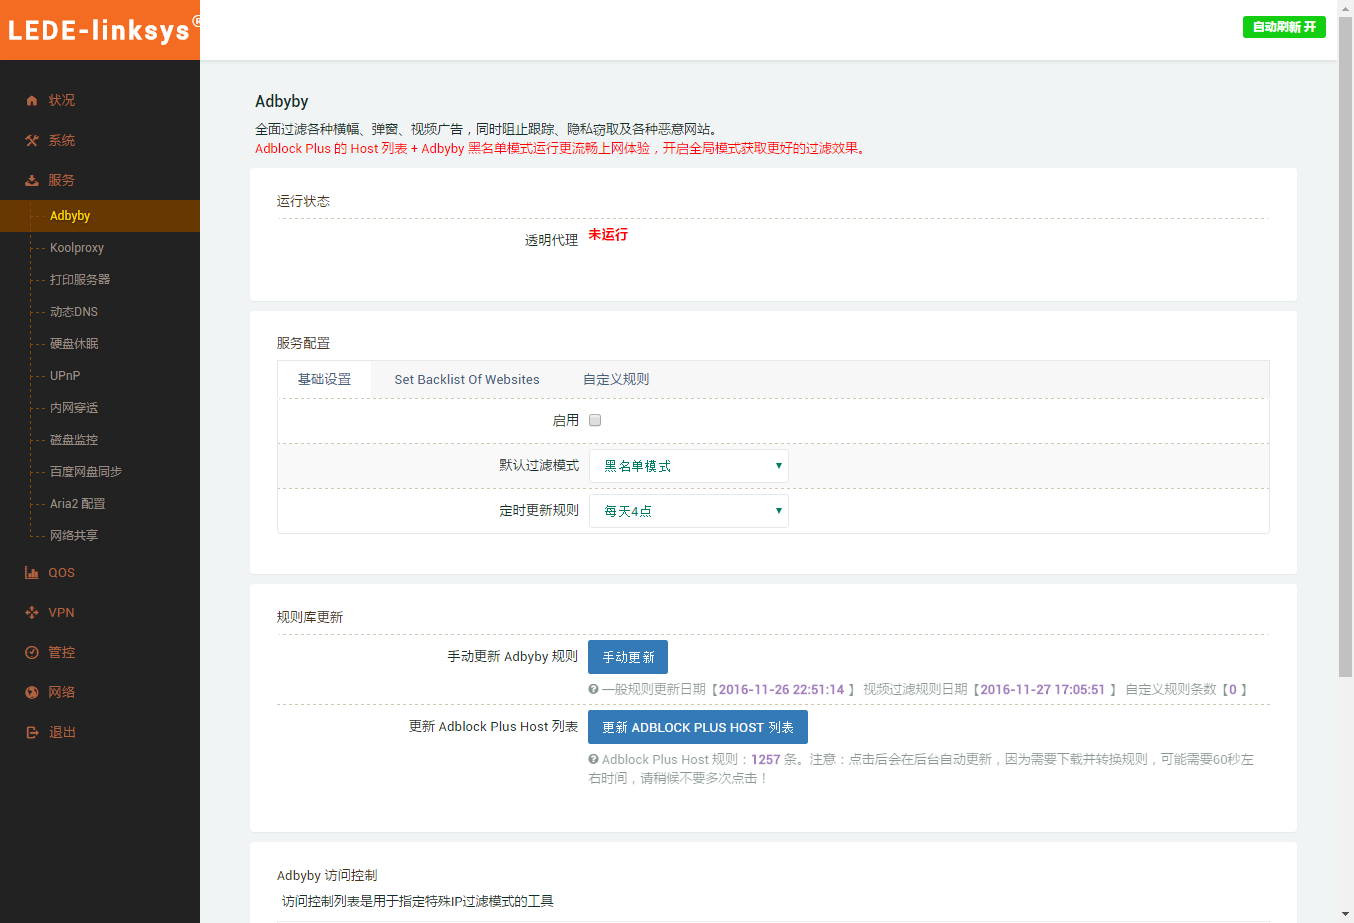 LEDE-linksys®
自动刷新 开
状况
系统
服务
Adbyby
Koolproxy
打印服务器
动态DNS
硬盘休眠
UPnP
内网穿透
磁盘监控
百度网盘同步
Aria2 配置
网络共享
QOS
VPN
管控
网络
退出
Adbyby
全面过滤各种横幅、弹窗、视频广告，同时阻止跟踪、隐私窃取及各种恶意网站。
Adblock Plus 的 Host 列表 + Adbyby 黑名单模式运行更流畅上网体验，开启全局模式获取更好的过滤效果。
运行状态
透明代理 未运行
服务配置
基础设置 Set Backlist Of Websites 自定义规则
启用
默认过滤模式 黑名单模式
定时更新规则 每天4点
规则库更新
手动更新 Adbyby 规则 手动更新
一般规则更新日期【2016-11-26 22:51:14 】 视频过滤规则日期【2016-11-27 17:05:51 】 自定义规则条数【0 】
更新 Adblock Plus Host 列表 更新 ADBLOCK PLUS HOST 列表
Adblock Plus Host 规则：1257 条。注意：点击后会在后台自动更新，因为需要下载并转换规则，可能需要60秒左
右时间，请稍候不要多次点击！
Adbyby 访问控制
访问控制列表是用于指定特殊IP过滤模式的工具